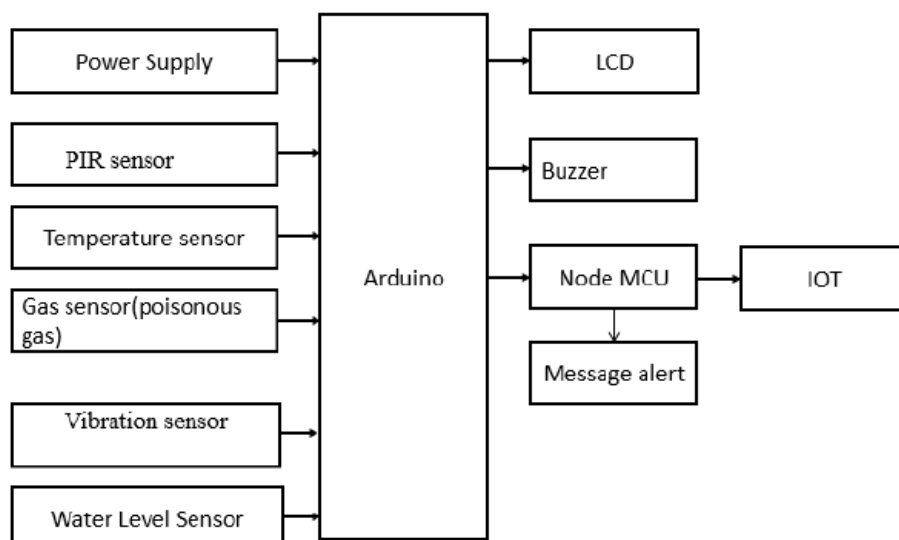 Power Supply
PIR sensor
Temperature sensor
Gas sensor(poisonous
gas)
Vibration sensor
Water Level Sensor
Arduino
LCD
Buzzer
Node MCU
IOT
Message alert